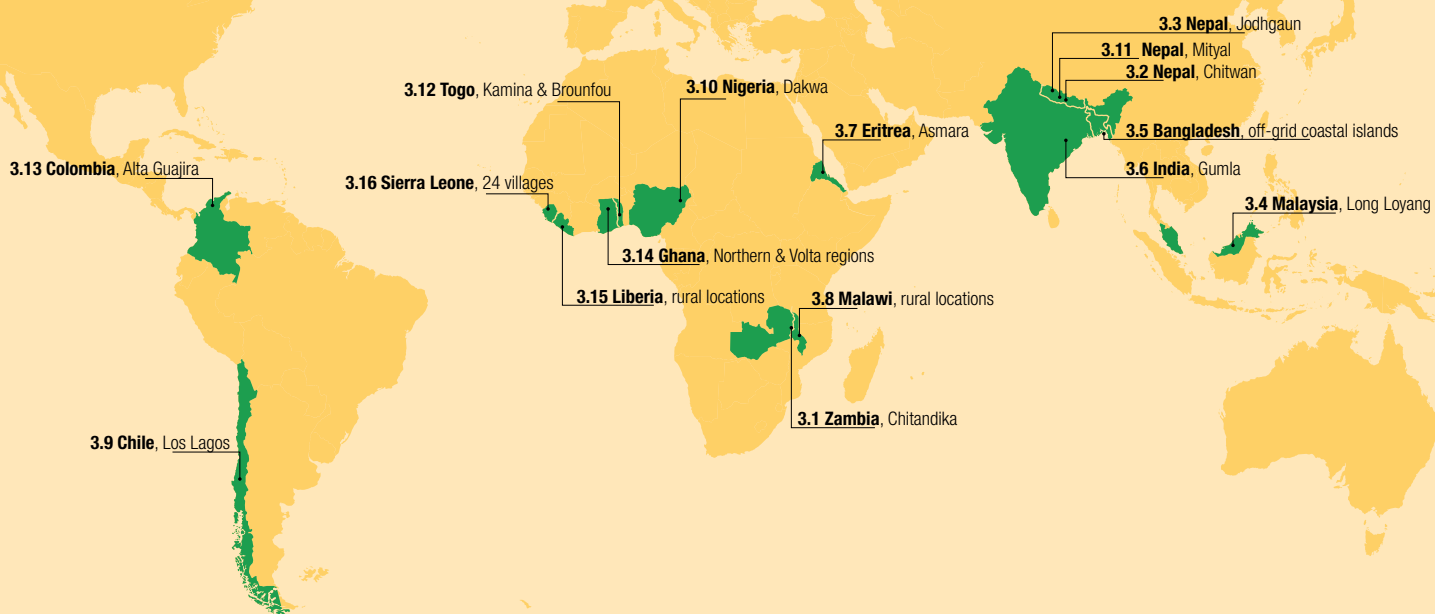 3.3 Nepal, Jodhgaun
3.11 Nepal, Mityal
3.2 Nepal, Chitwan
3.12 Togo, Kamina & Brounfou
3.10 Nigeria, Dakwa
3.7 Eritrea, Asmara
3.5 Bangladesh, off-grid coastal islands
3.13 Colombia, Alta Guajira
3.16 Sierra Leone, 24 villages
3.6 India, Gumla
3.4 Malaysia, Long Loyang
3.14 Ghana, Northern & Volta regions
3.15 Liberia, rural locations
3.8 Malawi, rural locations
3.1 Zambia, Chitandika
3.9 Chile, Los Lagos